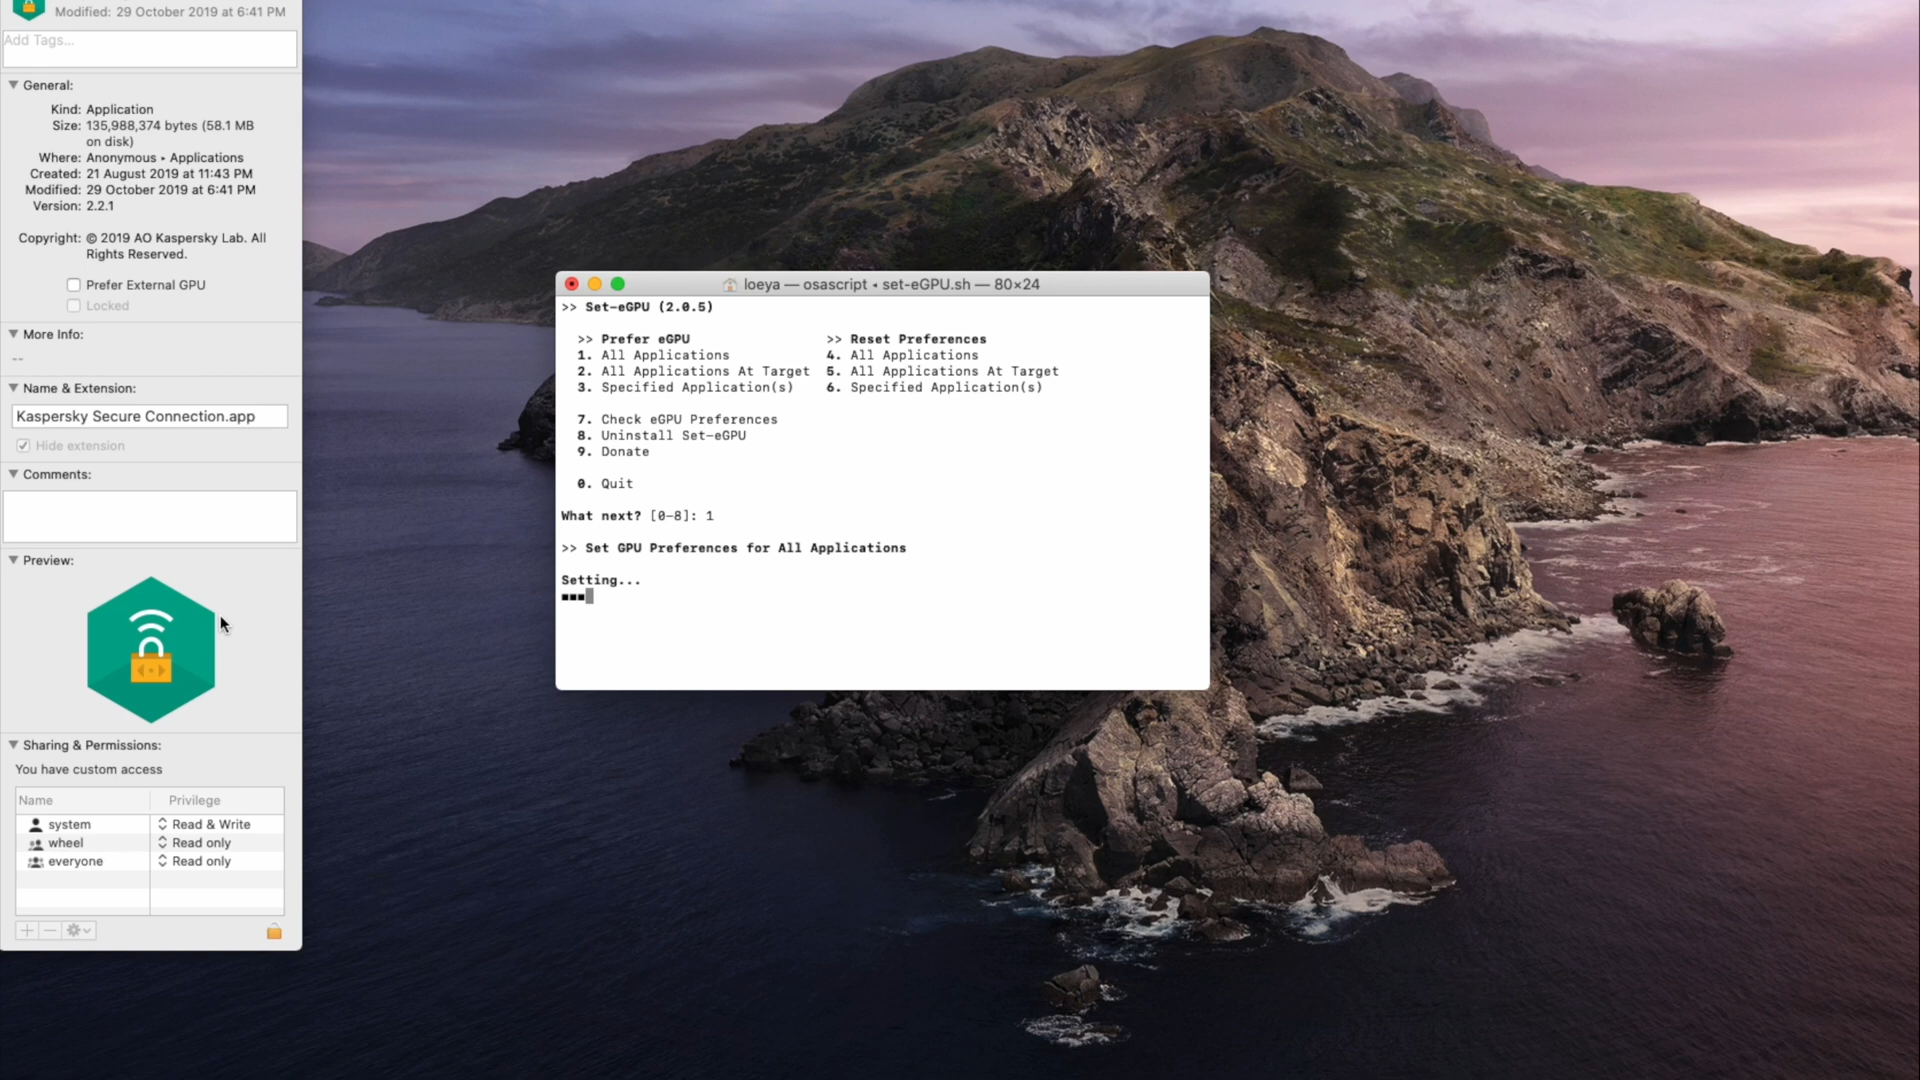 Modified: 29 October 2019 at 6:41 PM
Add Tags...
General:
Kind: Application
Size: 135,988,374 bytes (58.1 MB
on disk)
Where: Anonymous ▸ Applications
Created: 21 August 2019 at 11:43 PM
Modified: 29 October 2019 at 6:41 PM
Version: 2.2.1
Copyright: © 2019 AO Kaspersky Lab. All
Rights Reserved.
Prefer External GPU
Locked
More Info:
--
Name & Extension:
Kaspersky Secure Connection.app
Hide extension
Comments:
Preview:
Sharing & Permissions:
You have custom access
Name Privilege
system Read & Write
wheel Read only
everyone Read only
loeya — osascript ◂ set-eGPU.sh — 80×24
>> Set-eGPU (2.0.5)
>> Prefer eGPU >> Reset Preferences
1. All Applications 4. All Applications
2. All Applications At Target 5. All Applications At Target
3. Specified Application(s) 6. Specified Application(s)
7. Check eGPU Preferences
8. Uninstall Set-eGPU
9. Donate
0. Quit
What next? [0-8]: 1
>> Set GPU Preferences for All Applications
Setting...